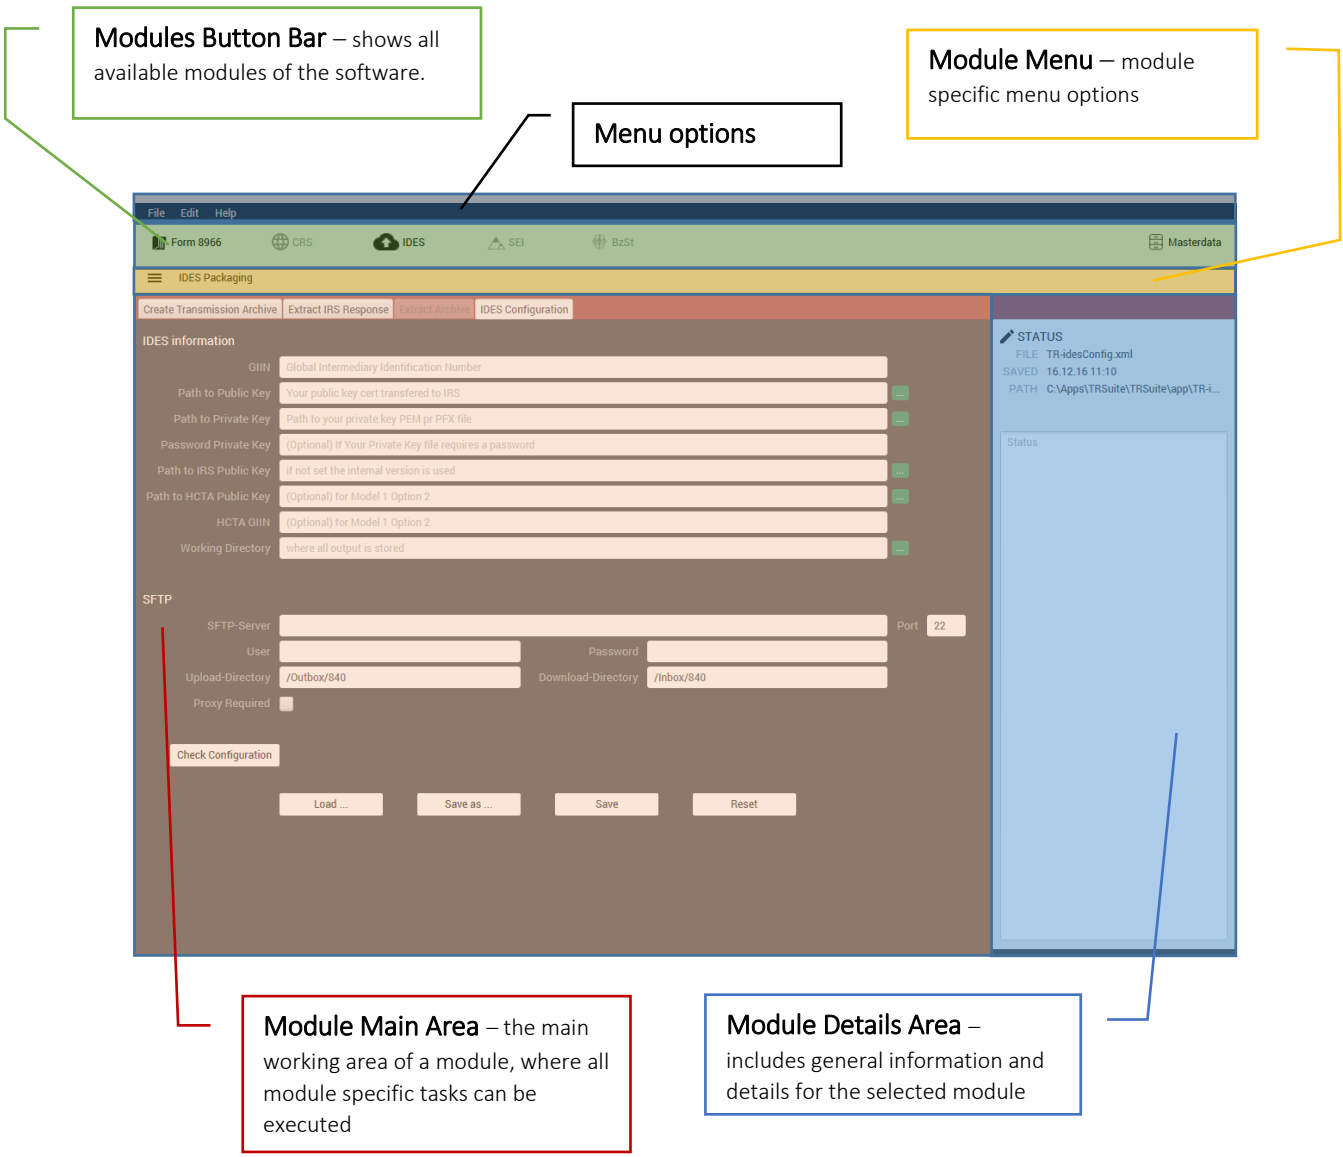 Modules Button Bar – shows all
available modules of the software.
Module Menu – module
specific menu options
Menu options
File Edit Help
Form 8966 CRS IDES SEI BzSt Masterdata
IDES Packaging
Create Transmission Archive Extract IRS Response Extract Archive IDES Configuration
IDES information
GIIN Global Intermediary Identification Number
Path to Public Key Your public key cert transfered to IRS ...
Path to Private Key Path to your private key PEM pr PFX file ...
Password Private Key (Optional) If Your Private Key file requires a password
Path to IRS Public Key if not set the internal version is used ...
Path to HCTA Public Key (Optional) for Model 1 Option 2 ...
HCTA GIIN (Optional) for Model 1 Option 2
Working Directory where all output is stored ...
SFTP
SFTP-Server Port 22
User Password
Upload-Directory /Outbox/840 Download-Directory /Inbox/840
Proxy Required
Check Configuration
Load ... Save as ... Save Reset
STATUS
FILE TR-idesConfig.xml
SAVED 16.12.16 11:10
PATH C:\Apps\TRSuite\TRSuite\app\TR-i...
Status
Module Main Area – the main
working area of a module, where all
module specific tasks can be
executed
Module Details Area –
includes general information and
details for the selected module